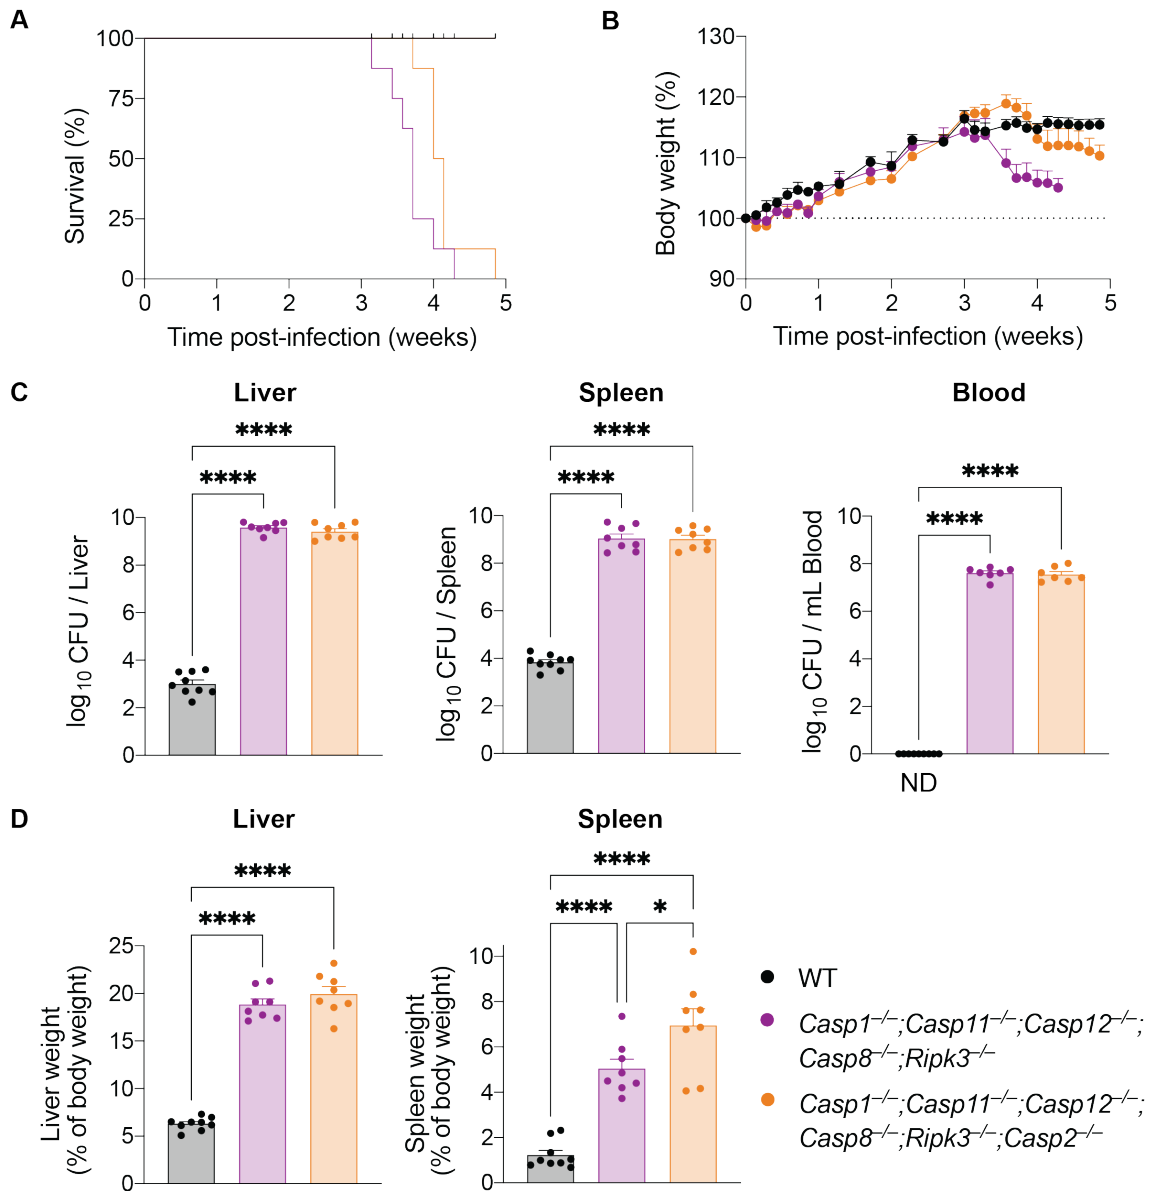 A
Survival (%)
100
75
50
25
0
0 1 2 3 4 5
Time post-infection (weeks)
B
Body weight (%)
130
120
110
100
90
0 1 2 3 4 5
Time post-infection (weeks)
C
Liver
****
****
log10 CFU / Liver
10
8
6
4
2
0
Spleen
****
****
log10 CFU / Spleen
10
8
6
4
2
0
Blood
****
****
log10 CFU / mL Blood
10
8
6
4
2
0
ND
D
Liver
****
****
Liver weight
(% of body weight)
25
20
15
10
5
0
Spleen
****
****
*
Spleen weight
(% of body weight)
10
8
6
4
2
0
WT
Casp1–/–;Casp11–/–;Casp12–/–;
Casp8–/–;Ripk3–/–
Casp1–/–;Casp11–/–;Casp12–/–;
Casp8–/–;Ripk3–/–;Casp2–/–